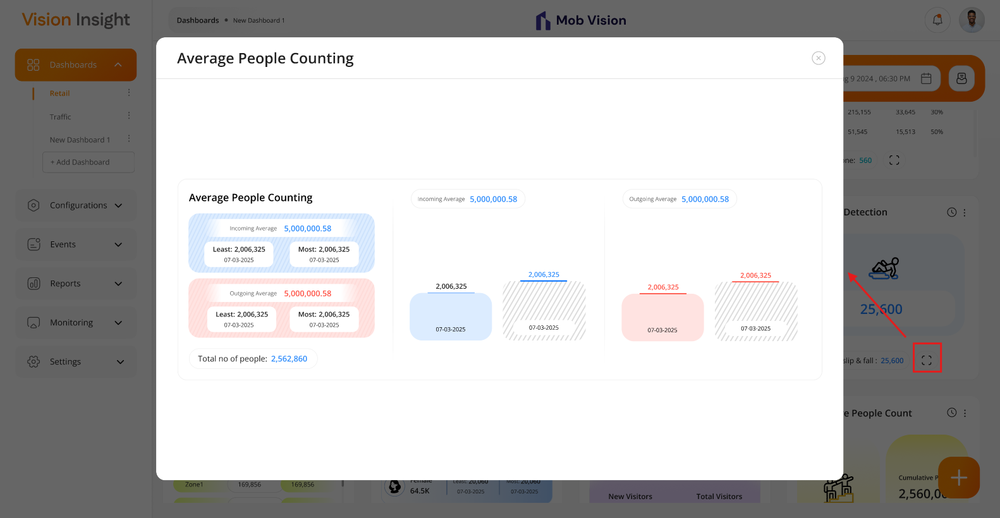 Vision Insight
Dashboards • New Dashboard 1
Mob Vision
Dashboards
Retail
Traffic
New Dashboard 1
+ Add Dashboard
Configurations
Events
Reports
Monitoring
Settings
Average People Counting
9 2024 , 06:30 PM
215,155 33,645 30%
51,545 15,513 50%
560
Average People Counting
Incoming Average 5,000,000.58
Least: 2,006,325
07-03-2025
Most: 2,006,325
07-03-2025
Outgoing Average 5,000,000.58
Least: 2,006,325
07-03-2025
Most: 2,006,325
07-03-2025
Total no of people: 2,562,860
Incoming Average 5,000,000.58
2,006,325
07-03-2025
2,006,325
07-03-2025
Outgoing Average 5,000,000.58
2,006,325
07-03-2025
2,006,325
07-03-2025
Detection
25,600
slip & fall : 25,600
People Count
Cumulative
Zone1 169,856 169,856
Female
64.5K
Least: 20,060
07-03-2025
Most: 20,060
07-03-2025
New Visitors Total Visitors